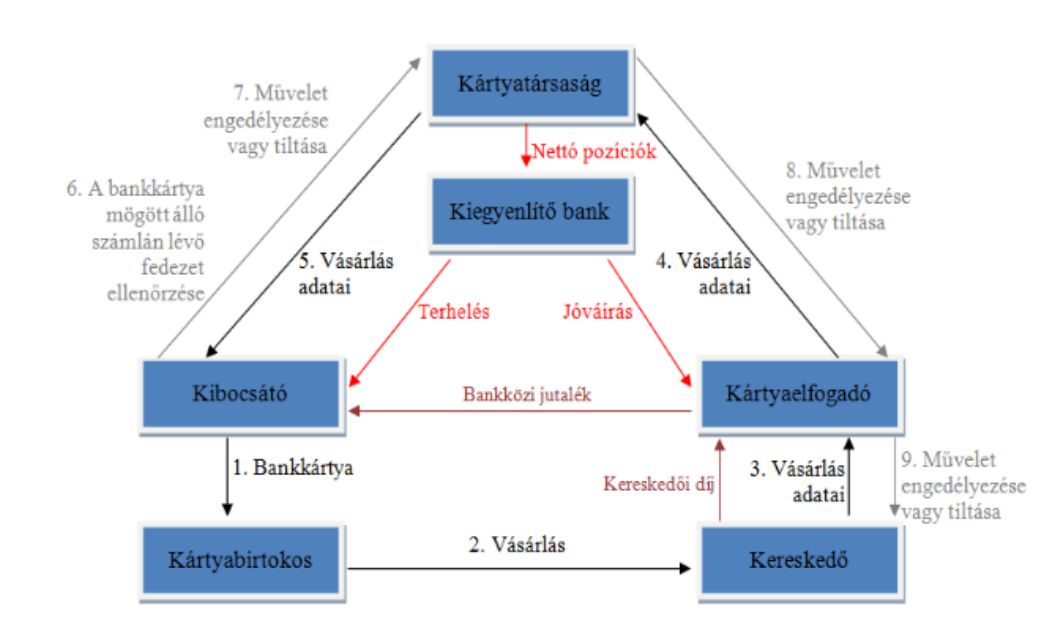 Kártyatársaság
7. Művelet
engedélyezése
vagy tiltása
Nettó pozíciók
8. Művelet
engedélyezése
vagy tiltása
6. A bankkártya
mögött álló
számlán lévő
fedezet
ellenőrzése
Kiegyenlítő bank
5. Vásárlás
adatai
4. Vásárlás
adatai
Terhelés
Jóváírás
Kibocsátó
Bankközi jutalék
Kártyaelfogadó
1. Bankkártya
Kereskedői díj
3. Vásárlás
adatai
9. Művelet
engedélyezése
vagy tiltása
Kártyabirtokos
2. Vásárlás
Kereskedő